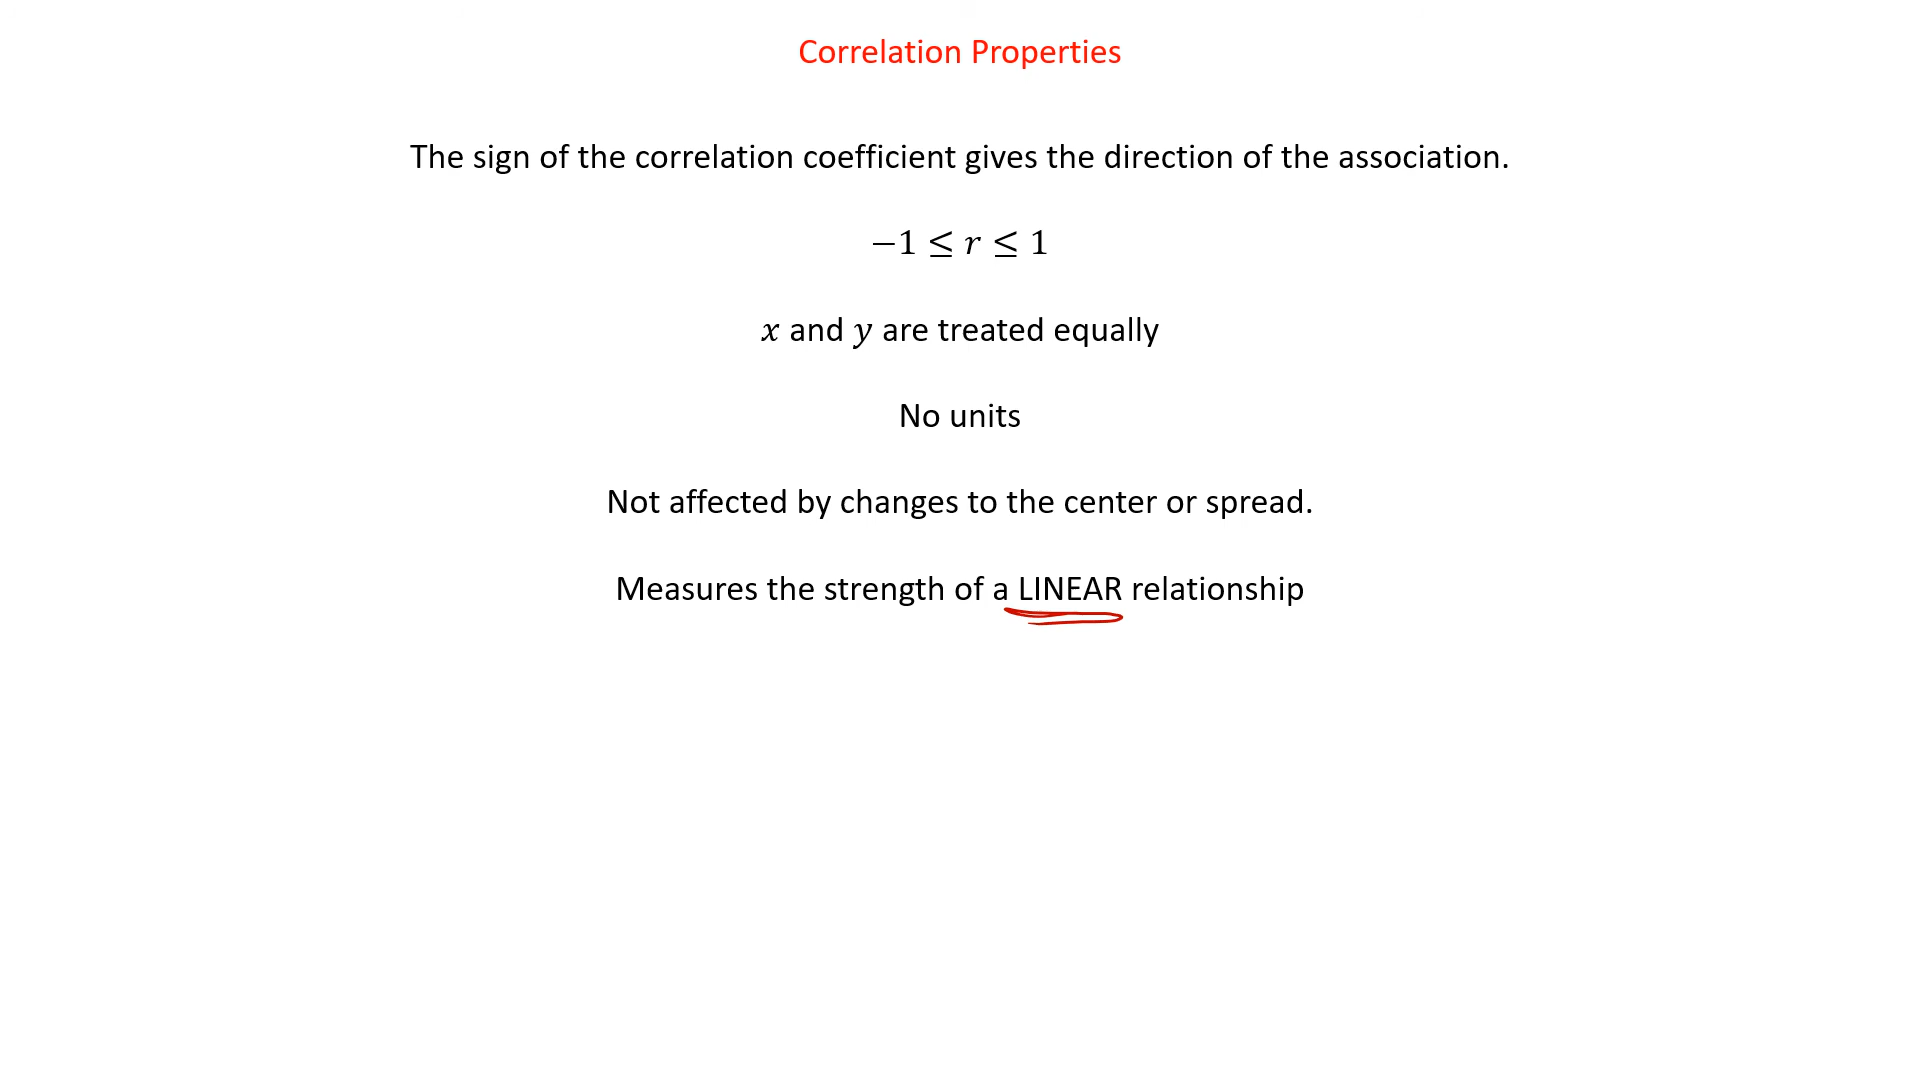 Correlation Properties
The sign of the correlation coefficient gives the direction of the association.
−1 ≤ r ≤ 1
x and y are treated equally
No units
Not affected by changes to the center or spread.
Measures the strength of a LINEAR relationship